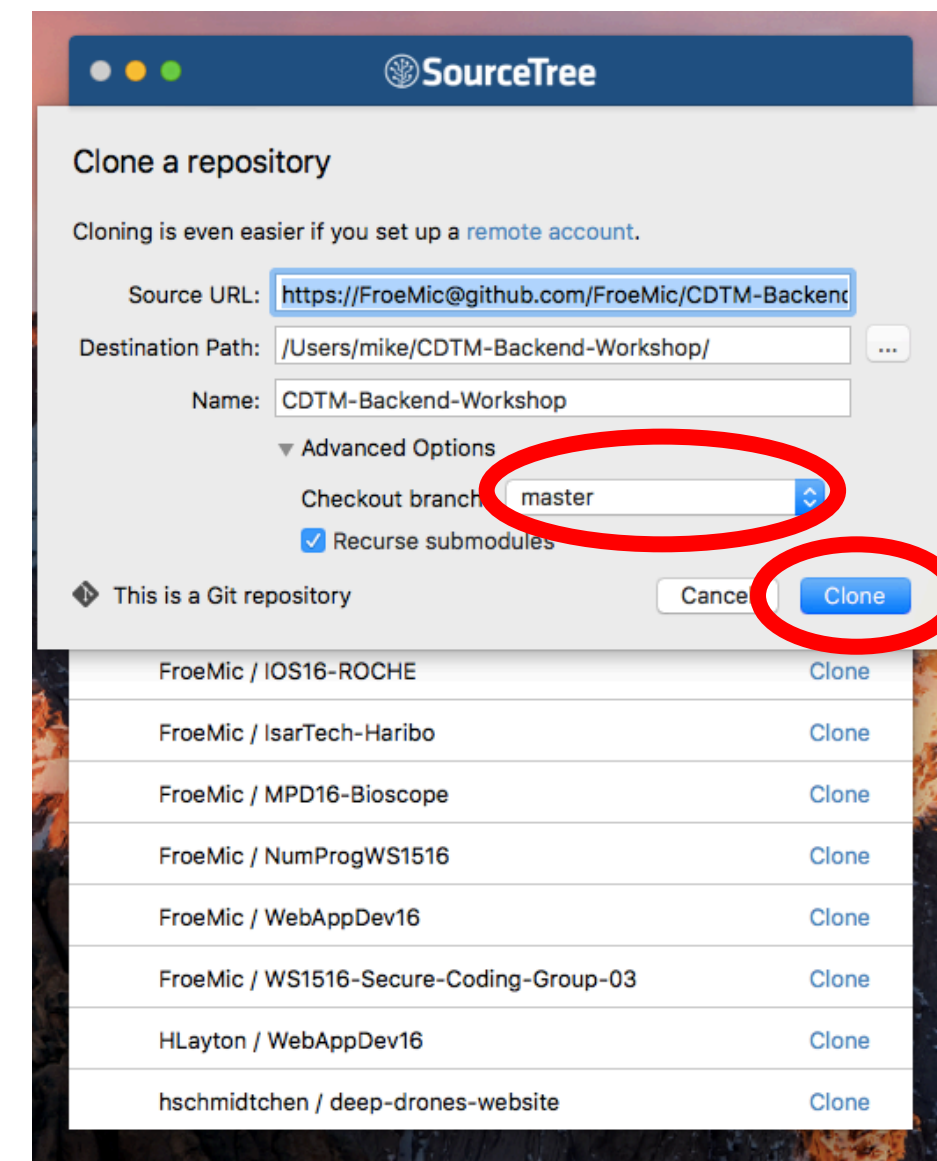 SourceTree
Clone a repository
Cloning is even easier if you set up a remote account.
Source URL: https://FroeMic@github.com/FroeMic/CDTM-Backend
Destination Path: /Users/mike/CDTM-Backend-Workshop/ ...
Name: CDTM-Backend-Workshop
Advanced Options
Checkout branch master
Recurse submodules
This is a Git repository Cancel Clone
FroeMic / IOS16-ROCHE Clone
FroeMic / IsarTech-Haribo Clone
FroeMic / MPD16-Bioscope Clone
FroeMic / NumProgWS1516 Clone
FroeMic / WebAppDev16 Clone
FroeMic / WS1516-Secure-Coding-Group-03 Clone
HLayton / WebAppDev16 Clone
hschmidtchen / deep-drones-website Clone